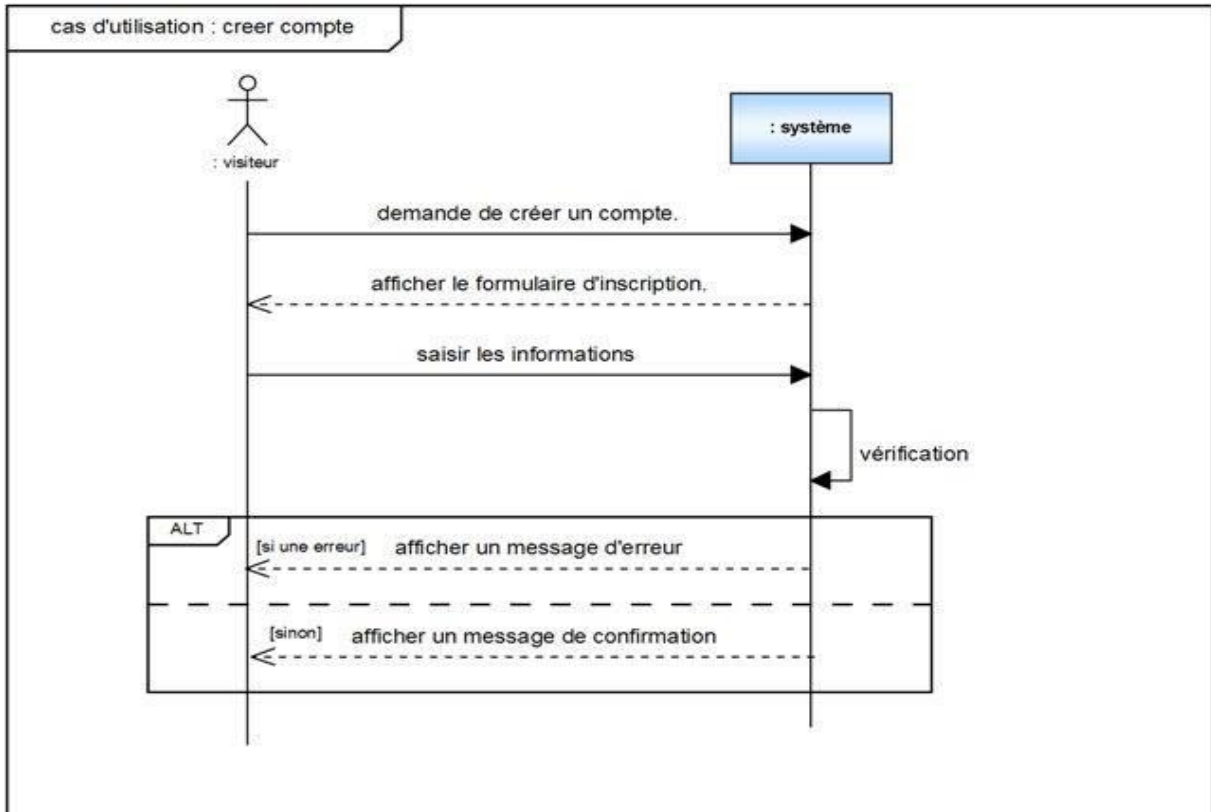 cas d'utilisation : creer compte
: visiteur
: système
demande de créer un compte.
afficher le formulaire d'inscription.
saisir les informations
vérification
ALT
[si une erreur] afficher un message d'erreur
[sinon] afficher un message de confirmation